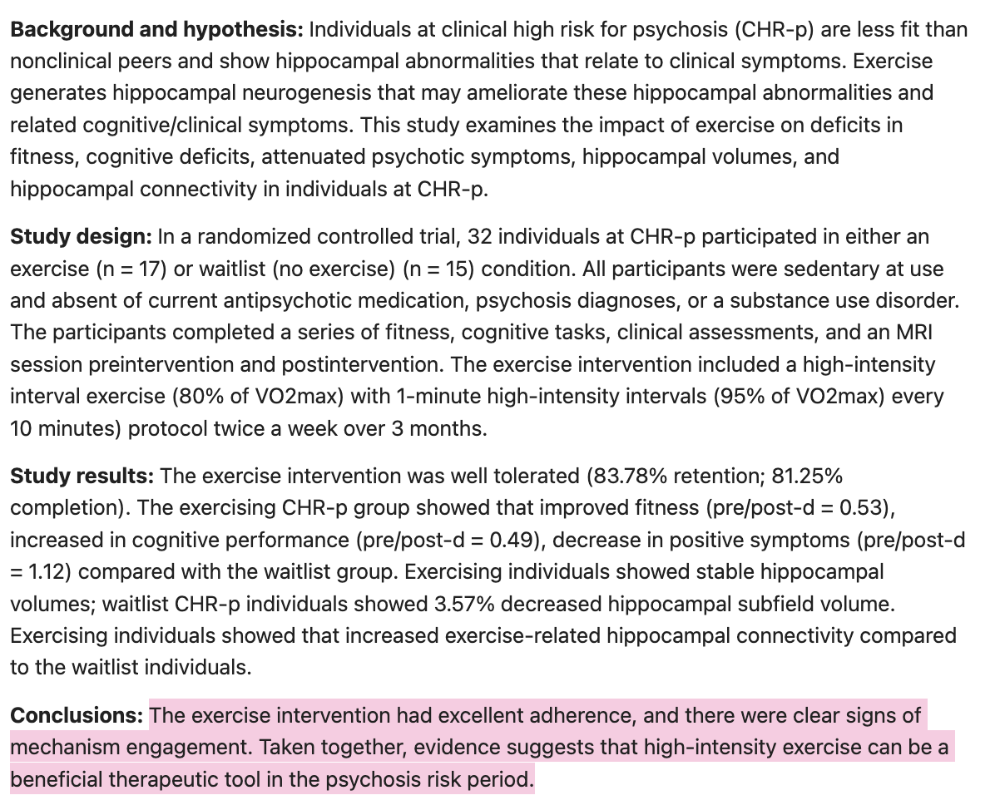 Background and hypothesis: Individuals at clinical high risk for psychosis (CHR-p) are less fit than
nonclinical peers and show hippocampal abnormalities that relate to clinical symptoms. Exercise
generates hippocampal neurogenesis that may ameliorate these hippocampal abnormalities and
related cognitive/clinical symptoms. This study examines the impact of exercise on deficits in
fitness, cognitive deficits, attenuated psychotic symptoms, hippocampal volumes, and
hippocampal connectivity in individuals at CHR-p.
Study design: In a randomized controlled trial, 32 individuals at CHR-p participated in either an
exercise (n = 17) or waitlist (no exercise) (n = 15) condition. All participants were sedentary at use
and absent of current antipsychotic medication, psychosis diagnoses, or a substance use disorder.
The participants completed a series of fitness, cognitive tasks, clinical assessments, and an MRI
session preintervention and postintervention. The exercise intervention included a high-intensity
interval exercise (80% of VO2max) with 1-minute high-intensity intervals (95% of VO2max) every
10 minutes) protocol twice a week over 3 months.
Study results: The exercise intervention was well tolerated (83.78% retention; 81.25%
completion). The exercising CHR-p group showed that improved fitness (pre/post-d = 0.53),
increased in cognitive performance (pre/post-d = 0.49), decrease in positive symptoms (pre/post-d
= 1.12) compared with the waitlist group. Exercising individuals showed stable hippocampal
volumes; waitlist CHR-p individuals showed 3.57% decreased hippocampal subfield volume.
Exercising individuals showed that increased exercise-related hippocampal connectivity compared
to the waitlist individuals.
Conclusions: The exercise intervention had excellent adherence, and there were clear signs of
mechanism engagement. Taken together, evidence suggests that high-intensity exercise can be a
beneficial therapeutic tool in the psychosis risk period.